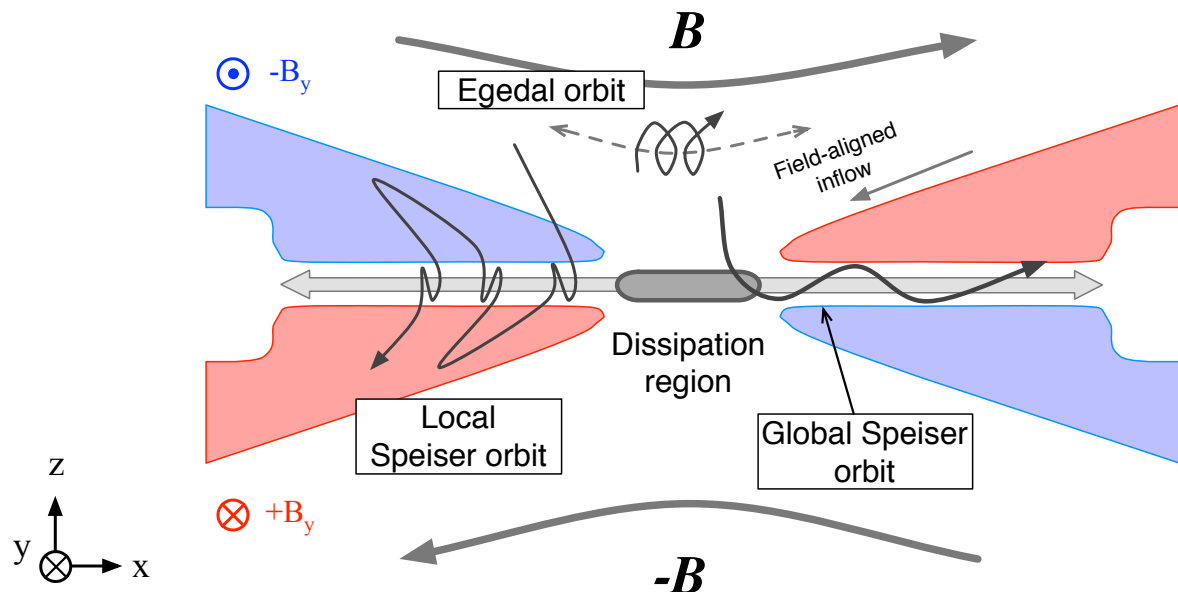 B
-By
Egedal orbit
Field-aligned
inflow
Dissipation
region
Local
Speiser orbit
Global Speiser
orbit
z
+By
y
x
-B